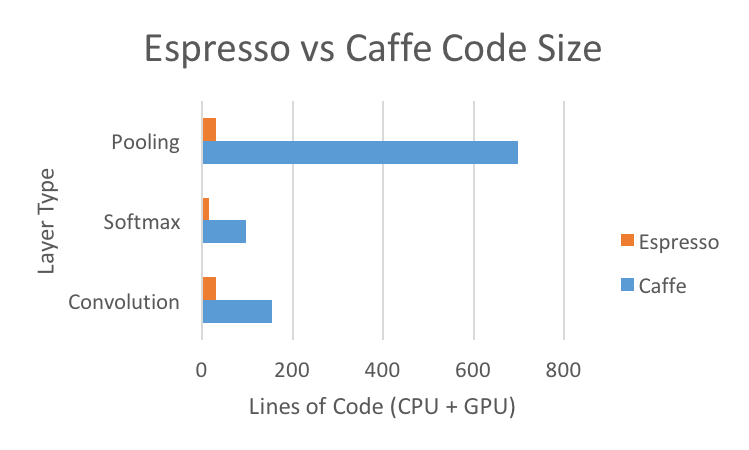 Espresso vs Caffe Code Size
Layer Type
Pooling
Softmax
Convolution
Espresso
Caffe
0 200 400 600 800
Lines of Code (CPU + GPU)